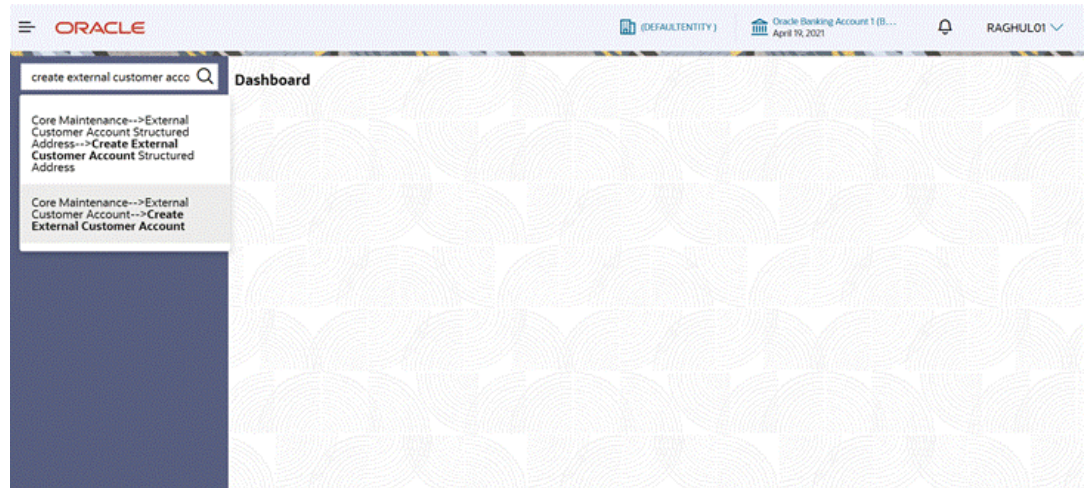 ORACLE
(DEFAULTENTITY)
Oracle Banking Account 1 (B....
April 19, 2021
RAGHUL01
create external customer acco
Dashboard
Core Maintenance-->External
Customer Account Structured
Address-->Create External
Customer Account Structured
Address
Core Maintenance-->External
Customer Account-->Create
External Customer Account